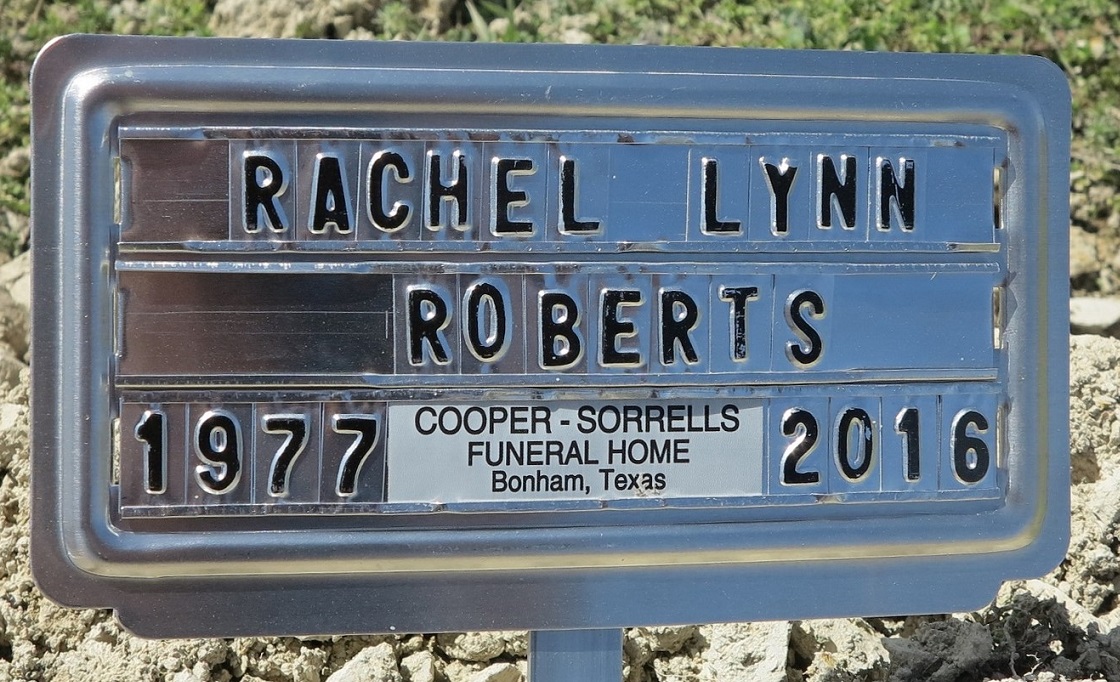 RACHEL LYNN
ROBERTS
1977 COOPER - SORRELLS FUNERAL HOME Bonham, Texas 2016